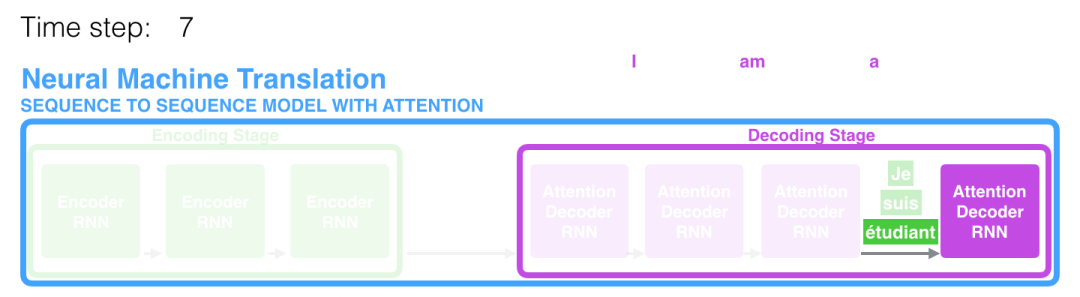 Time step: 7
I am a
Neural Machine Translation
SEQUENCE TO SEQUENCE MODEL WITH ATTENTION
Encoding Stage
Decoding Stage
Encoder
RNN
Encoder
RNN
Encoder
RNN
Attention
Decoder
RNN
Attention
Decoder
RNN
Attention
Decoder
RNN
Je
suis
étudiant
Attention
Decoder
RNN